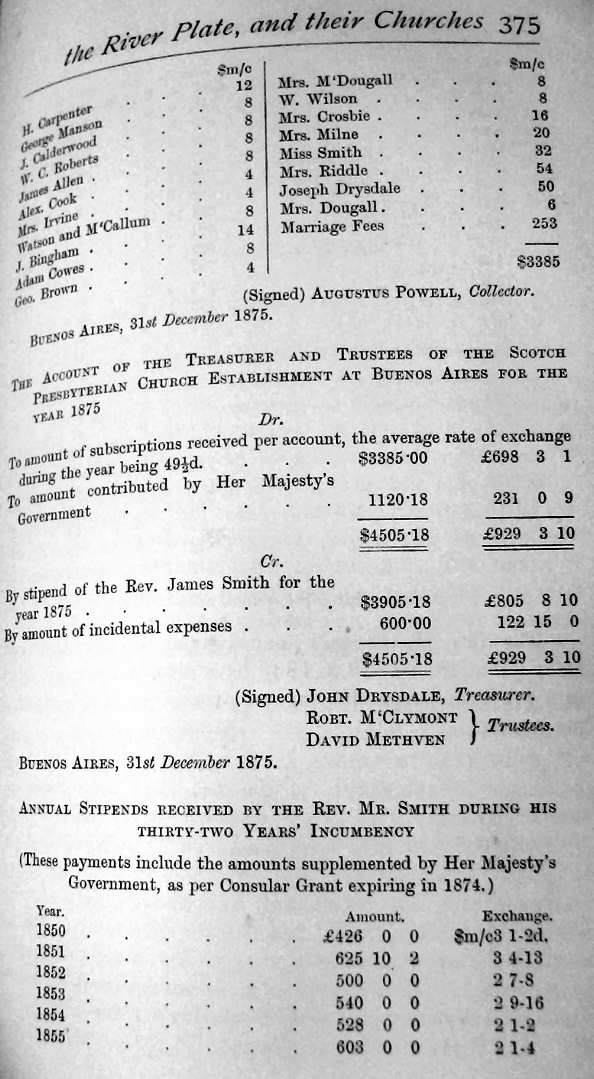 the River Plate, and their Churches 375
$m/c
H. Carpenter . . . 12
George Manson . . . 8
J. Calderwood . . . 8
W. C. Roberts . . . 8
James Allen . . . . 8
Alex. Cook . . . . 4
Mrs. Irvine . . . . 4
Watson and M'Callum . . 8
J. Bingham . . . . 14
Adam Cowes . . . . 8
Geo. Brown . . . . 4
$m/c
Mrs. M'Dougall . . . 8
W. Wilson . . . . 8
Mrs. Crosbie . . . . 16
Mrs. Milne . . . . 20
Miss Smith . . . . 32
Mrs. Riddle . . . . 54
Joseph Drysdale . . . 50
Mrs. Dougall . . . . 6
Marriage Fees . . . 253
$3385
(Signed) Augustus Powell, Collector.
Buenos Aires, 31st December 1875.
The Account of the Treasurer and Trustees of the Scotch
Presbyterian Church Establishment at Buenos Aires for the
year 1875
Dr.
To amount of subscriptions received per account, the average rate of exchange
during the year being 49½d. . . . $3385·00 £698 3 1
To amount contributed by Her Majesty's
Government . . . . . . 1120·18 231 0 9
$4505·18 £929 3 10
Cr.
By stipend of the Rev. James Smith for the
year 1875 . . . . . . . $3905·18 £805 8 10
By amount of incidental expenses . . . . 600·00 122 15 0
$4505·18 £929 3 10
(Signed) John Drysdale, Treasurer.
Robt. M'Clymont } Trustees.
David Methven
Buenos Aires, 31st December 1875.
Annual Stipends received by the Rev. Mr. Smith during his
thirty-two Years' Incumbency
(These payments include the amounts supplemented by Her Majesty's
Government, as per Consular Grant expiring in 1874.)
Year. Amount. Exchange.
1850 . . . . . . £426 0 0 $m/c3 1-2d.
1851 . . . . . . 625 10 2 3 4-13
1852 . . . . . . 500 0 0 2 7-8
1853 . . . . . . 540 0 0 2 9-16
1854 . . . . . . 528 0 0 2 1-2
1855 . . . . . . 603 0 0 2 1-4